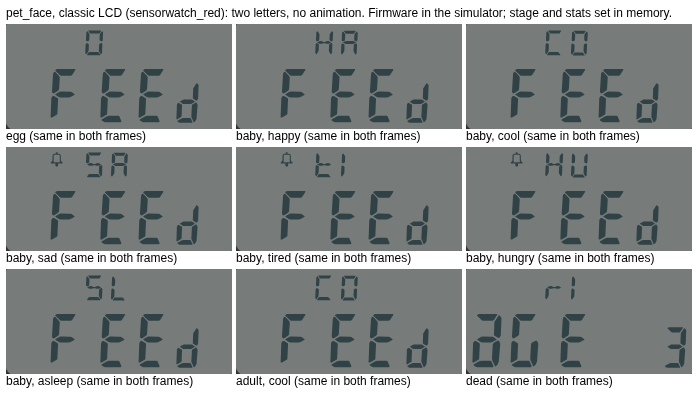 pet_face, classic LCD (sensorwatch_red): two letters, no animation. Firmware in the simulator; stage and stats set in memory.
0 HA CO
FEEd FEEd FEEd
egg (same in both frames) baby, happy (same in both frames) baby, cool (same in both frames)
SA tI HU
FEEd FEEd FEEd
baby, sad (same in both frames) baby, tired (same in both frames) baby, hungry (same in both frames)
SL CO rI
FEEd FEEd AGE 3
baby, asleep (same in both frames) adult, cool (same in both frames) dead (same in both frames)